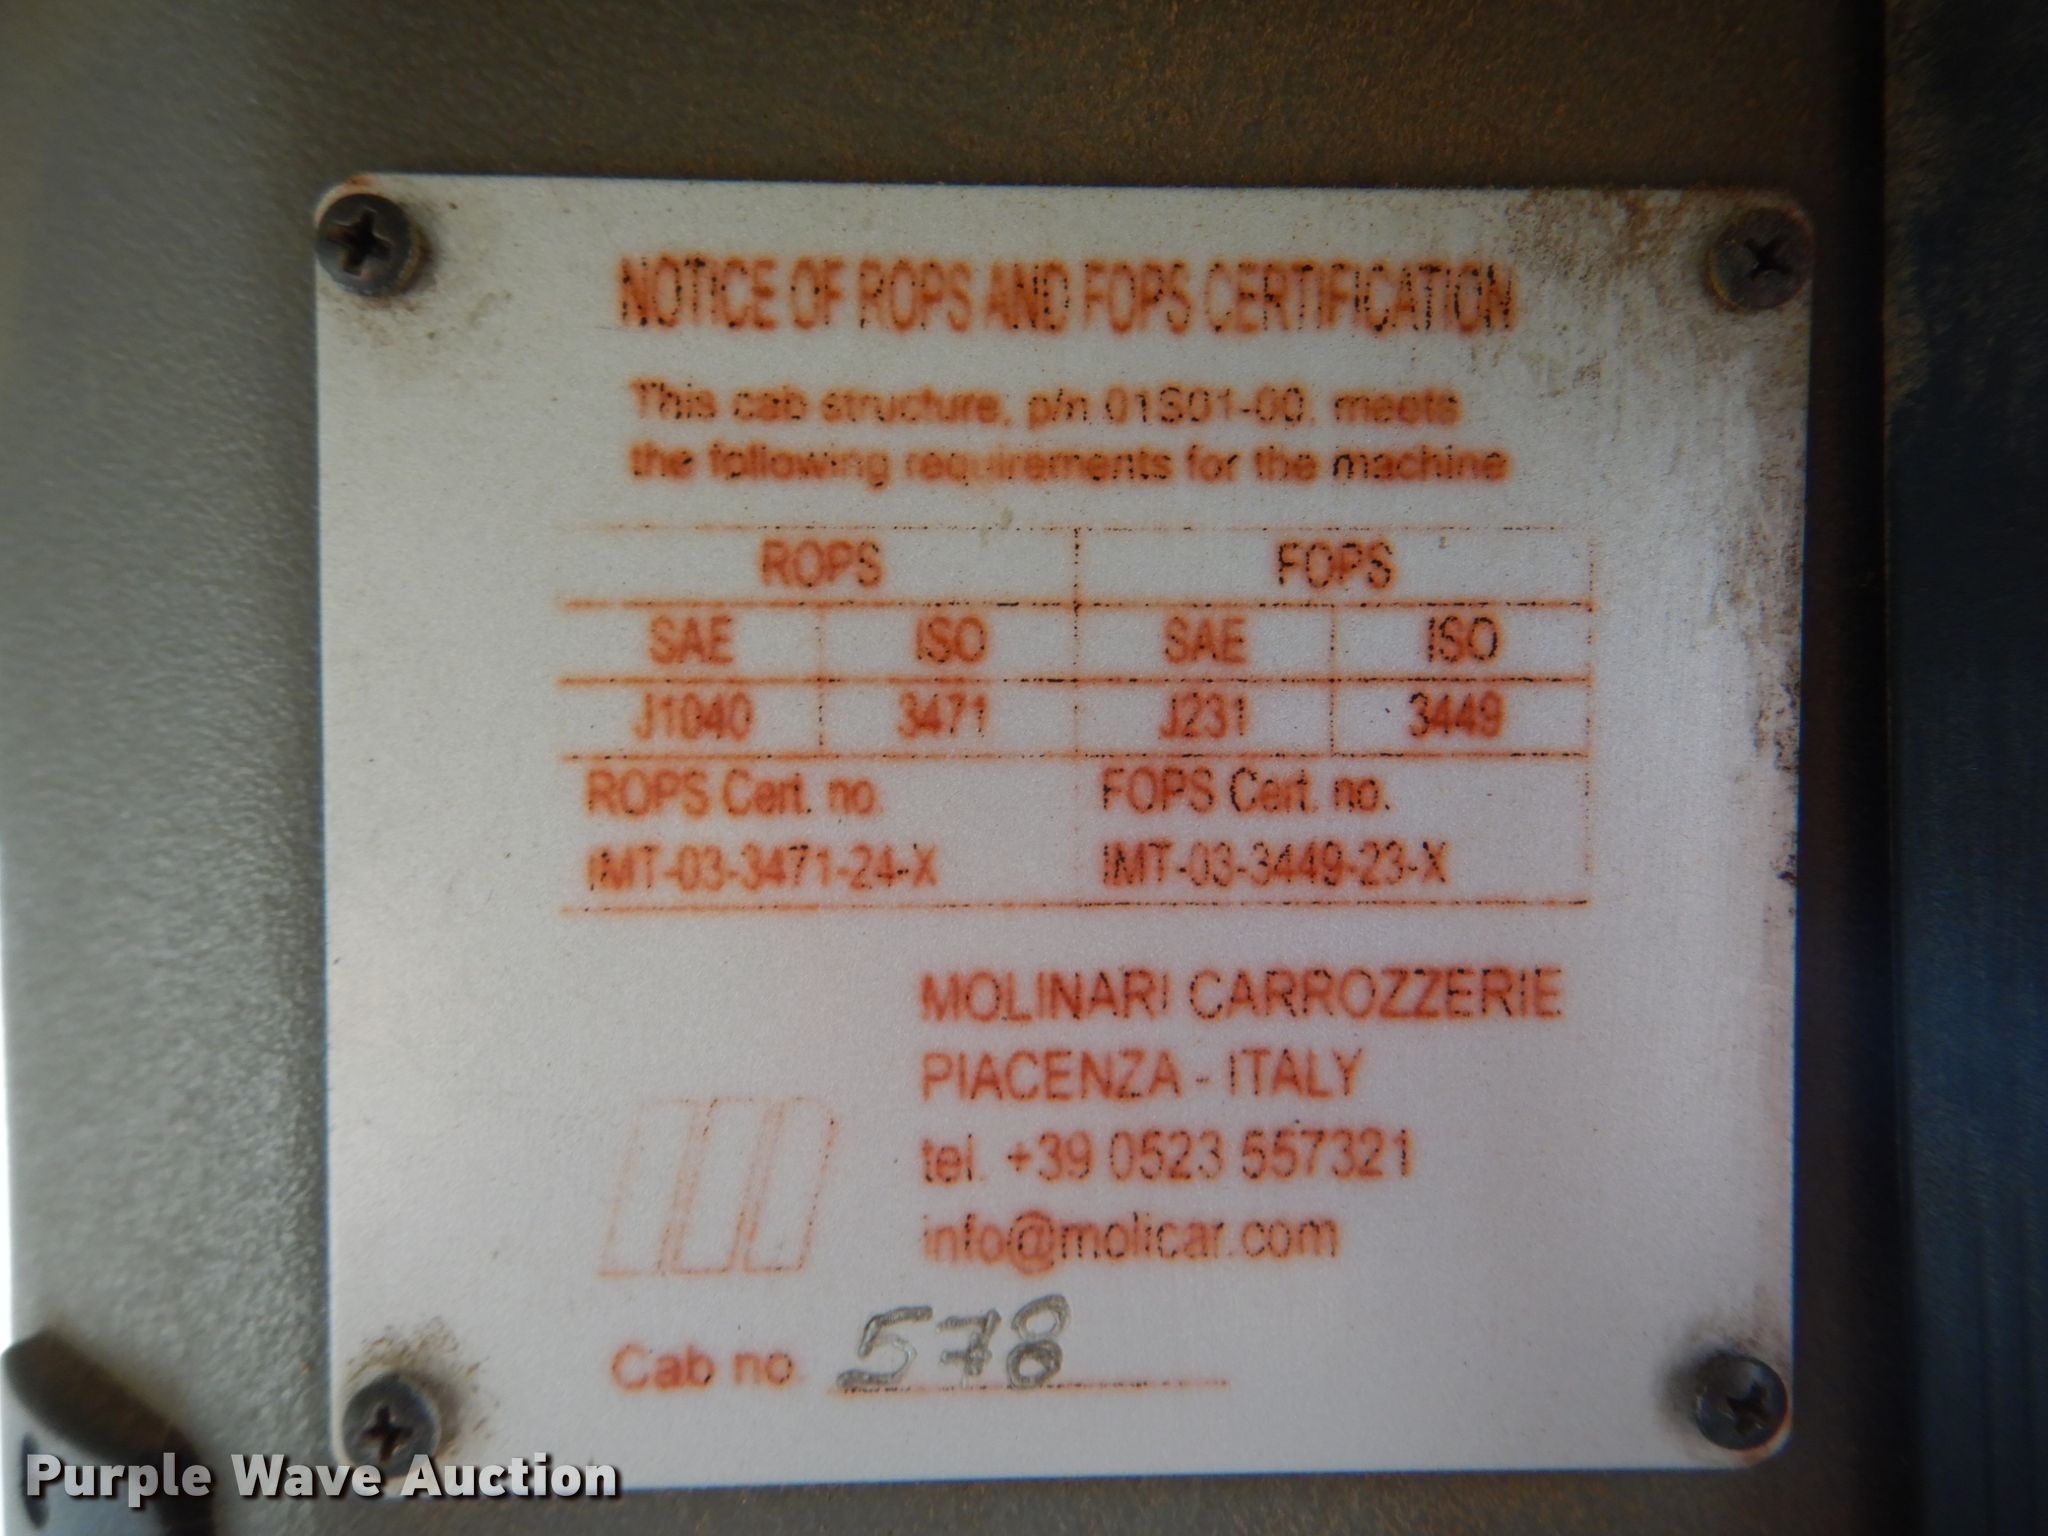 NOTICE OF ROPS AND FOPS CERTIFICATION
This cab structure, p/n 01S01-00, meets
the following requirements for the machine
ROPS FOPS
SAE ISO SAE ISO
J1040 3471 J231 3449
ROPS Cert. no. FOPS Cert. no.
IMT-03-3471-24-X IMT-03-3449-23-X
MOLINARI CARROZZERIE
PIACENZA - ITALY
tel. +39 0523 557321
info@molicar.com
Cab no. 578
Purple Wave Auction